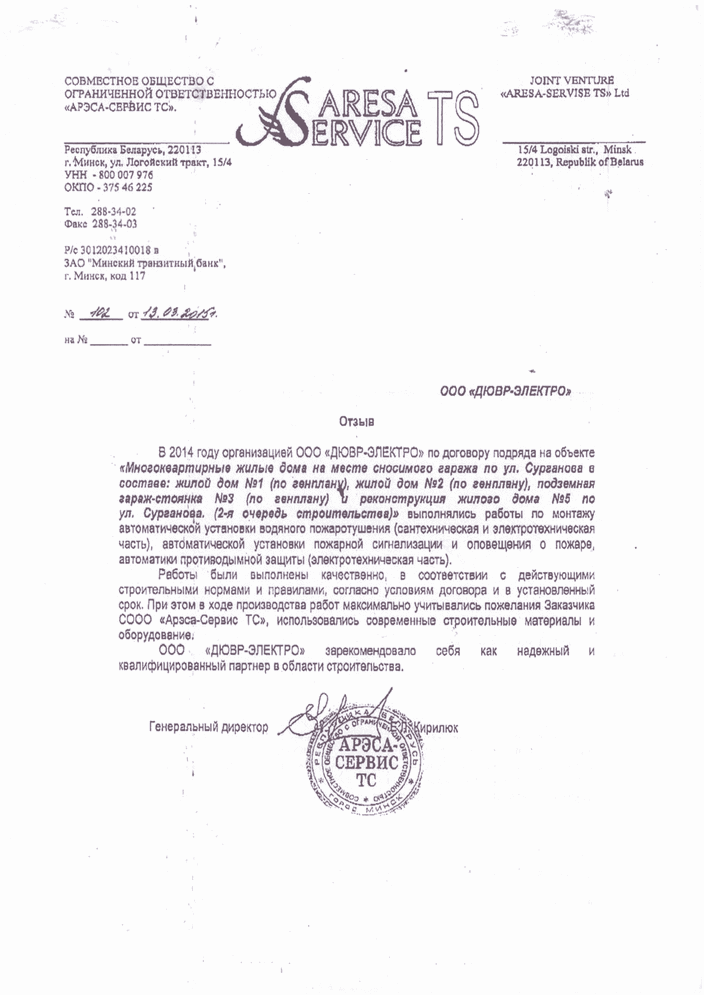 СОВМЕСТНОЕ ОБЩЕСТВО С
ОГРАНИЧЕННОЙ ОТВЕТСТВЕННОСТЬЮ
«АРЭСА-СЕРВИС ТС».
ARESA
SERVICE
TS
JOINT VENTURE
«ARESA-SERVISE TS» Ltd
Республика Беларусь, 220113
г. Минск, ул. Логойский тракт, 15/4
УНН - 800 007 976
ОКПО - 375 46 225
15/4 Logoiski str., Minsk
220113, Republik of Belarus
Тел. 288-34-02
Факс 288-34-03
Р/с 3012023410018 в
ЗАО "Минский транзитный банк",
г. Минск, код 117
№ 102 от 13.03.2015г.
на № ______ от ___________
ООО «ДЮВР-ЭЛЕКТРО»
Отзыв
В 2014 году организацией ООО «ДЮВР-ЭЛЕКТРО» по договору подряда на объекте
«Многоквартирные жилые дома на месте сносимого гаража по ул. Сурганова в
составе: жилой дом №1 (по генплану), жилой дом №2 (по генплану), подземная
гараж-стоянка №3 (по генплану) и реконструкция жилого дома №5 по
ул. Сурганова. (2-я очередь строительства)» выполнялись работы по монтажу
автоматической установки водяного пожаротушения (сантехническая и электротехническая
часть), автоматической установки пожарной сигнализации и оповещения о пожаре,
автоматики противодымной защиты (электротехническая часть).
Работы были выполнены качественно, в соответствии с действующими
строительными нормами и правилами, согласно условиям договора и в установленный
срок. При этом в ходе производства работ максимально учитывались пожелания Заказчика
СООО «Арэса-Сервис ТС», использовались современные строительные материалы и
оборудование.
ООО «ДЮВР-ЭЛЕКТРО» зарекомендовало себя как надежный и
квалифицированный партнер в области строительства.
Генеральный директор Кирилюк
РЕСПУБЛИКА БЕЛАРУСЬ
СОВМЕСТНОЕ ОБЩЕСТВО С ОГРАНИЧЕННОЙ ОТВЕТСТВЕННОСТЬЮ
АРЭСА-
СЕРВИС
ТС
ГОРОД МИНСК